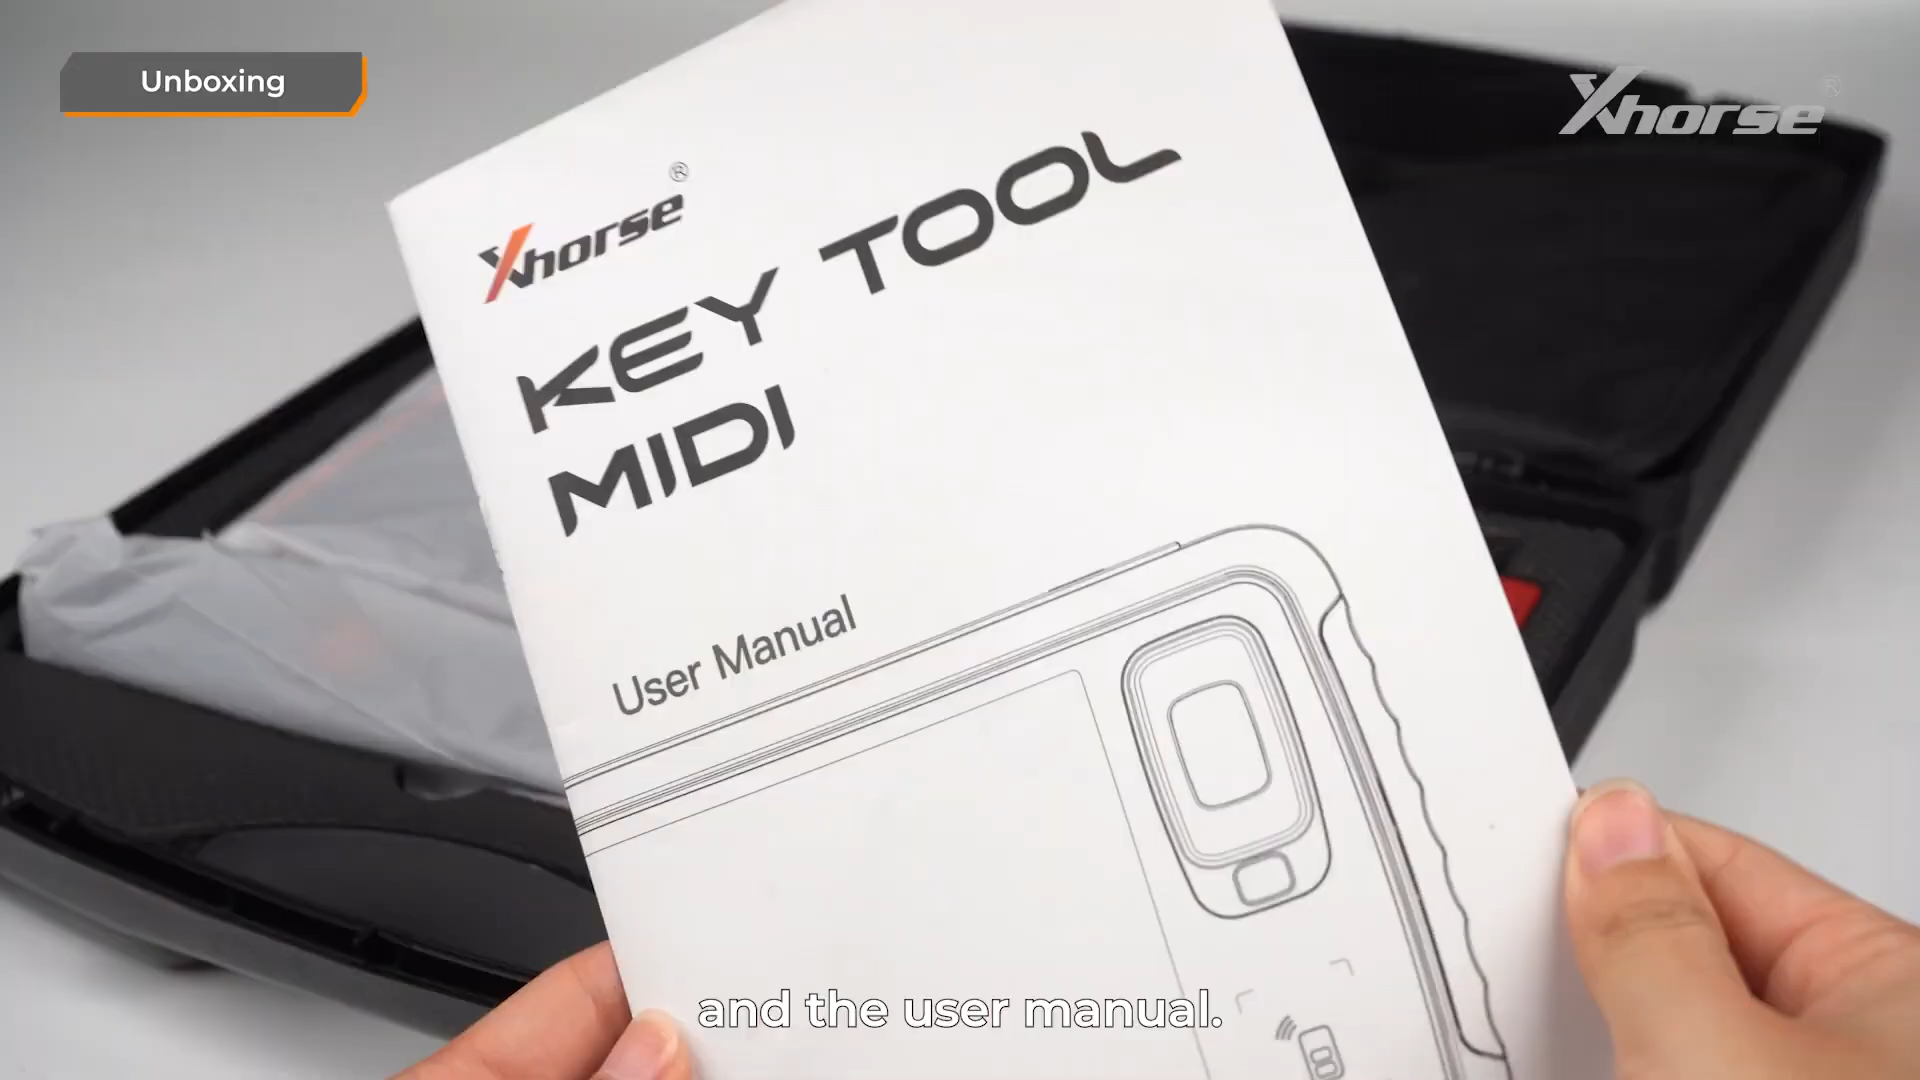 Unboxing
Xhorse®
Xhorse®
KEY TOOL
MIDI
User Manual
and the user manual.